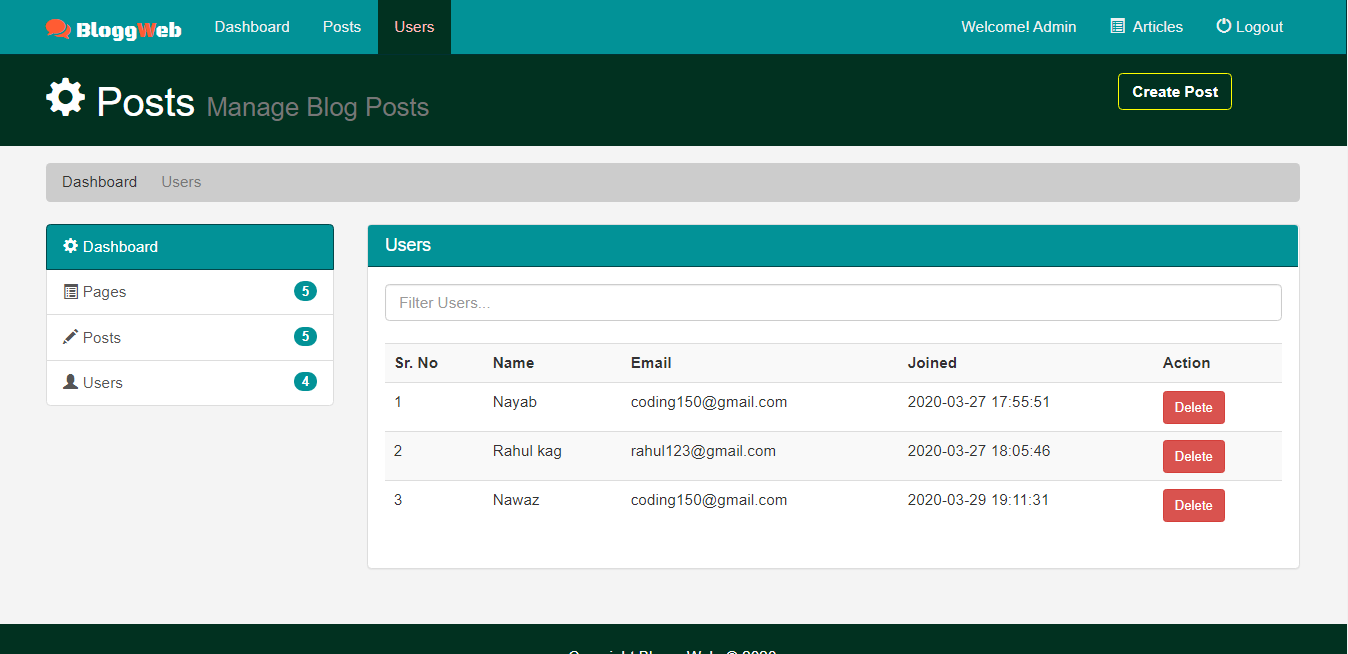 BloggWeb Dashboard Posts Users Welcome! Admin Articles Logout
Posts Manage Blog Posts Create Post
Dashboard Users
Dashboard
Pages 5
Posts 5
Users 4
Users
Filter Users...
Sr. No Name Email Joined Action
1 Nayab coding150@gmail.com 2020-03-27 17:55:51 Delete
2 Rahul kag rahul123@gmail.com 2020-03-27 18:05:46 Delete
3 Nawaz coding150@gmail.com 2020-03-29 19:11:31 Delete